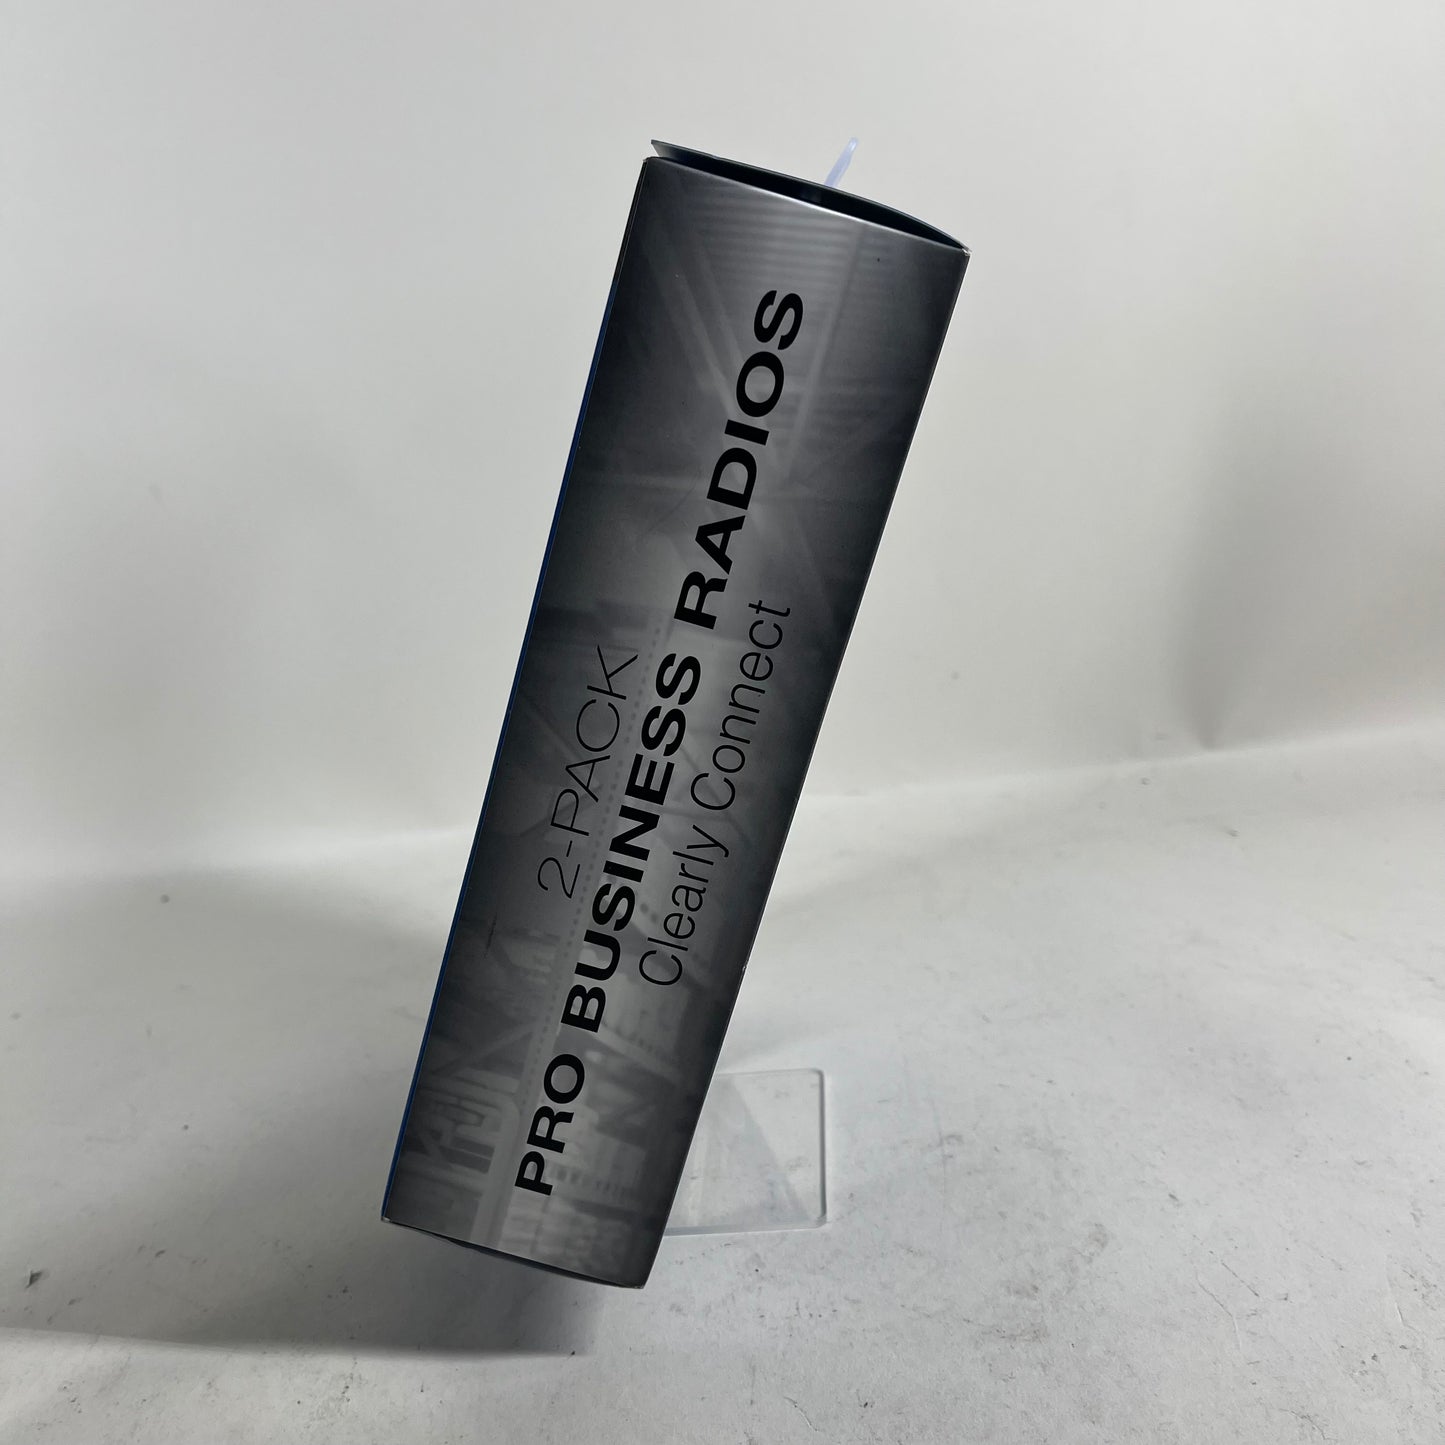 2-PACK
PRO BUSINESS RADIOS
Clearly Connect